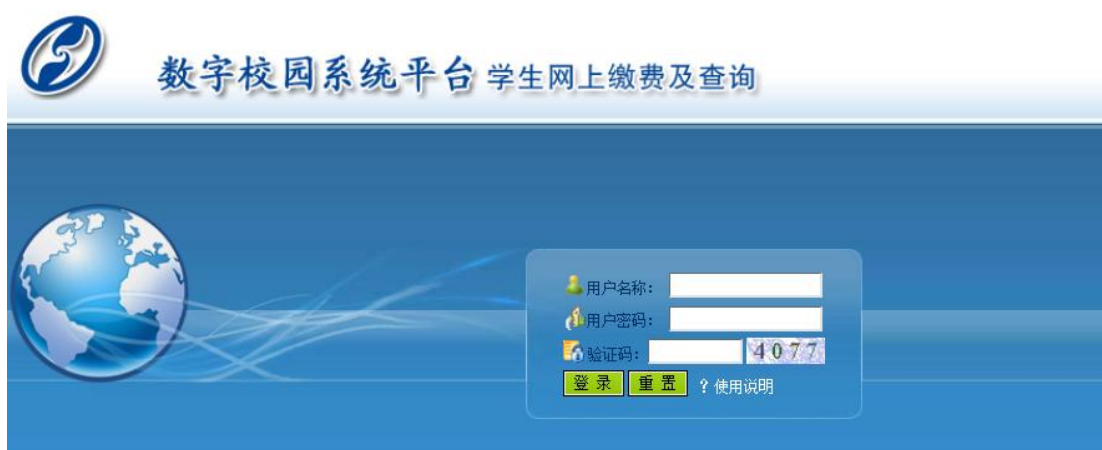 数字校园系统平台 学生网上缴费及查询
用户名称：
用户密码：
验证码： 4077
登 录 重 置 ? 使用说明